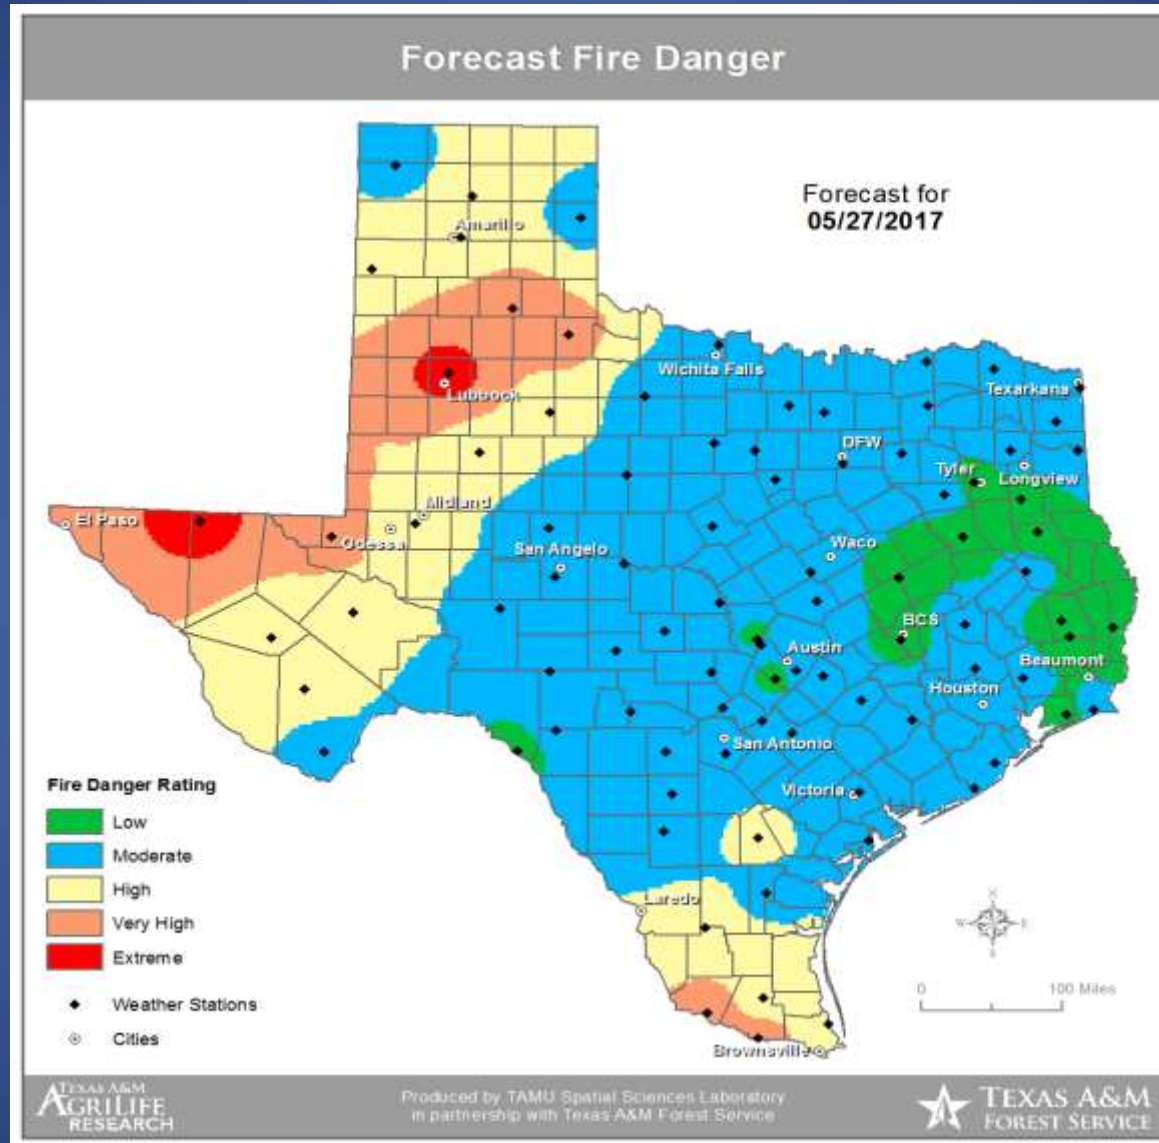 Forecast Fire Danger
Forecast for
05/27/2017
Amarillo
Lubbock
Wichita Falls
Texarkana
DFW
Tyler
Longview
El Paso
Midland
Odessa
San Angelo
Waco
BCS
Austin
Beaumont
Houston
San Antonio
Victoria
Laredo
Brownsville
Fire Danger Rating
Low
Moderate
High
Very High
Extreme
Weather Stations
Cities
N
W E
S
0 100 Miles
TEXAS A&M
AGRILIFE
RESEARCH
Produced by TAMU Spatial Sciences Laboratory
in partnership with Texas A&M Forest Service
TEXAS A&M
FOREST SERVICE